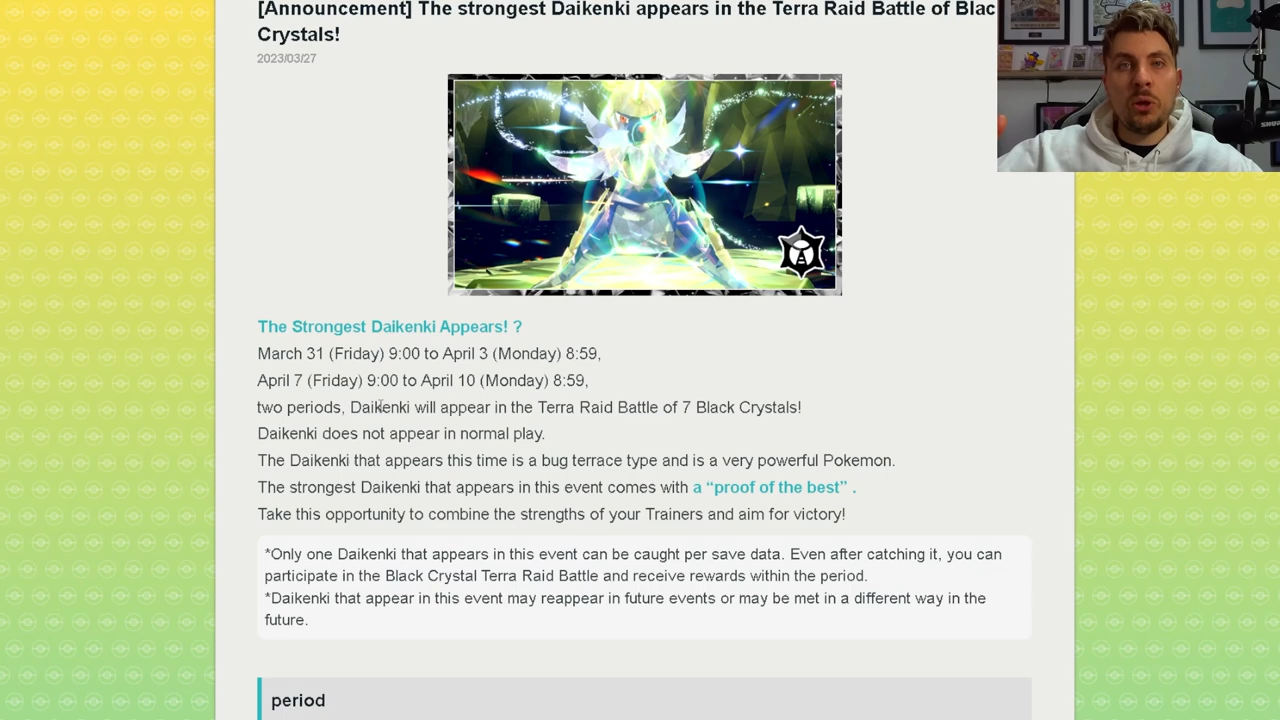 [Announcement] The strongest Daikenki appears in the Terra Raid Battle of Blac
Crystals!
2023/03/27
The Strongest Daikenki Appears! ?
March 31 (Friday) 9:00 to April 3 (Monday) 8:59,
April 7 (Friday) 9:00 to April 10 (Monday) 8:59,
two periods, Daikenki will appear in the Terra Raid Battle of 7 Black Crystals!
Daikenki does not appear in normal play.
The Daikenki that appears this time is a bug terrace type and is a very powerful Pokemon.
The strongest Daikenki that appears in this event comes with a “proof of the best” .
Take this opportunity to combine the strengths of your Trainers and aim for victory!
*Only one Daikenki that appears in this event can be caught per save data. Even after catching it, you can
participate in the Black Crystal Terra Raid Battle and receive rewards within the period.
*Daikenki that appear in this event may reappear in future events or may be met in a different way in the
future.
period
SHURE